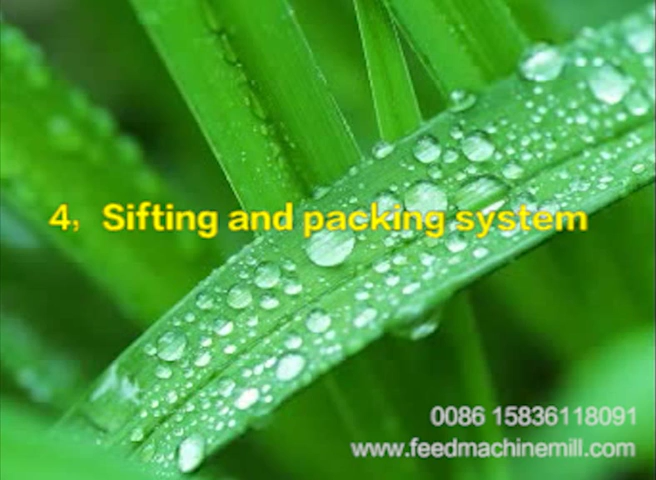 4，Sifting and packing system
0086 15836118091
www.feedmachinemill.com